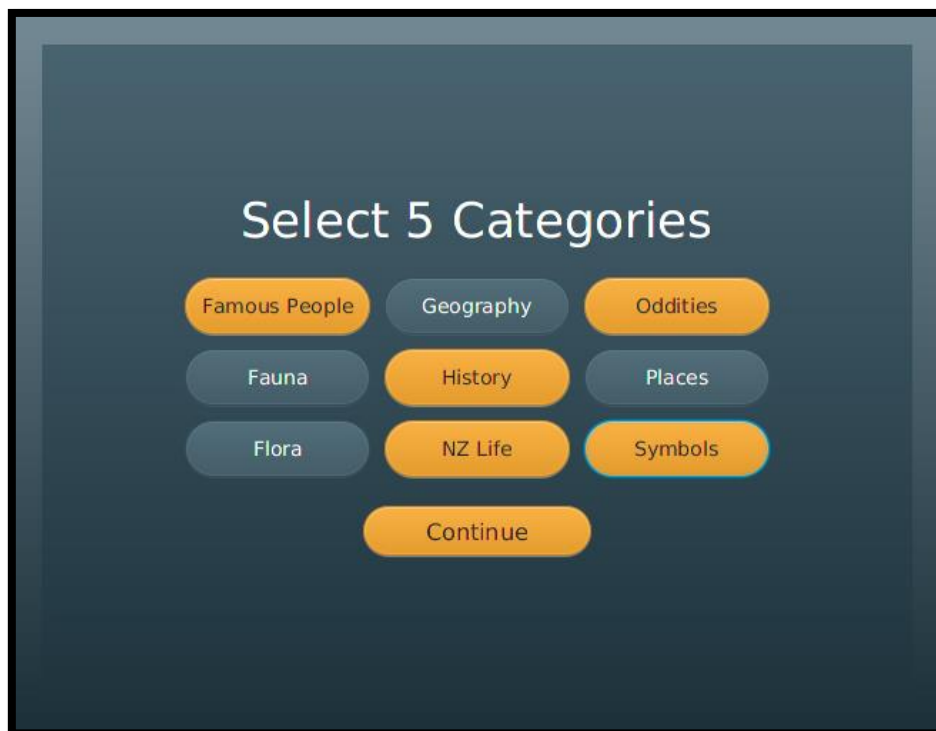 Select 5 Categories
Famous People Geography Oddities
Fauna History Places
Flora NZ Life Symbols
Continue